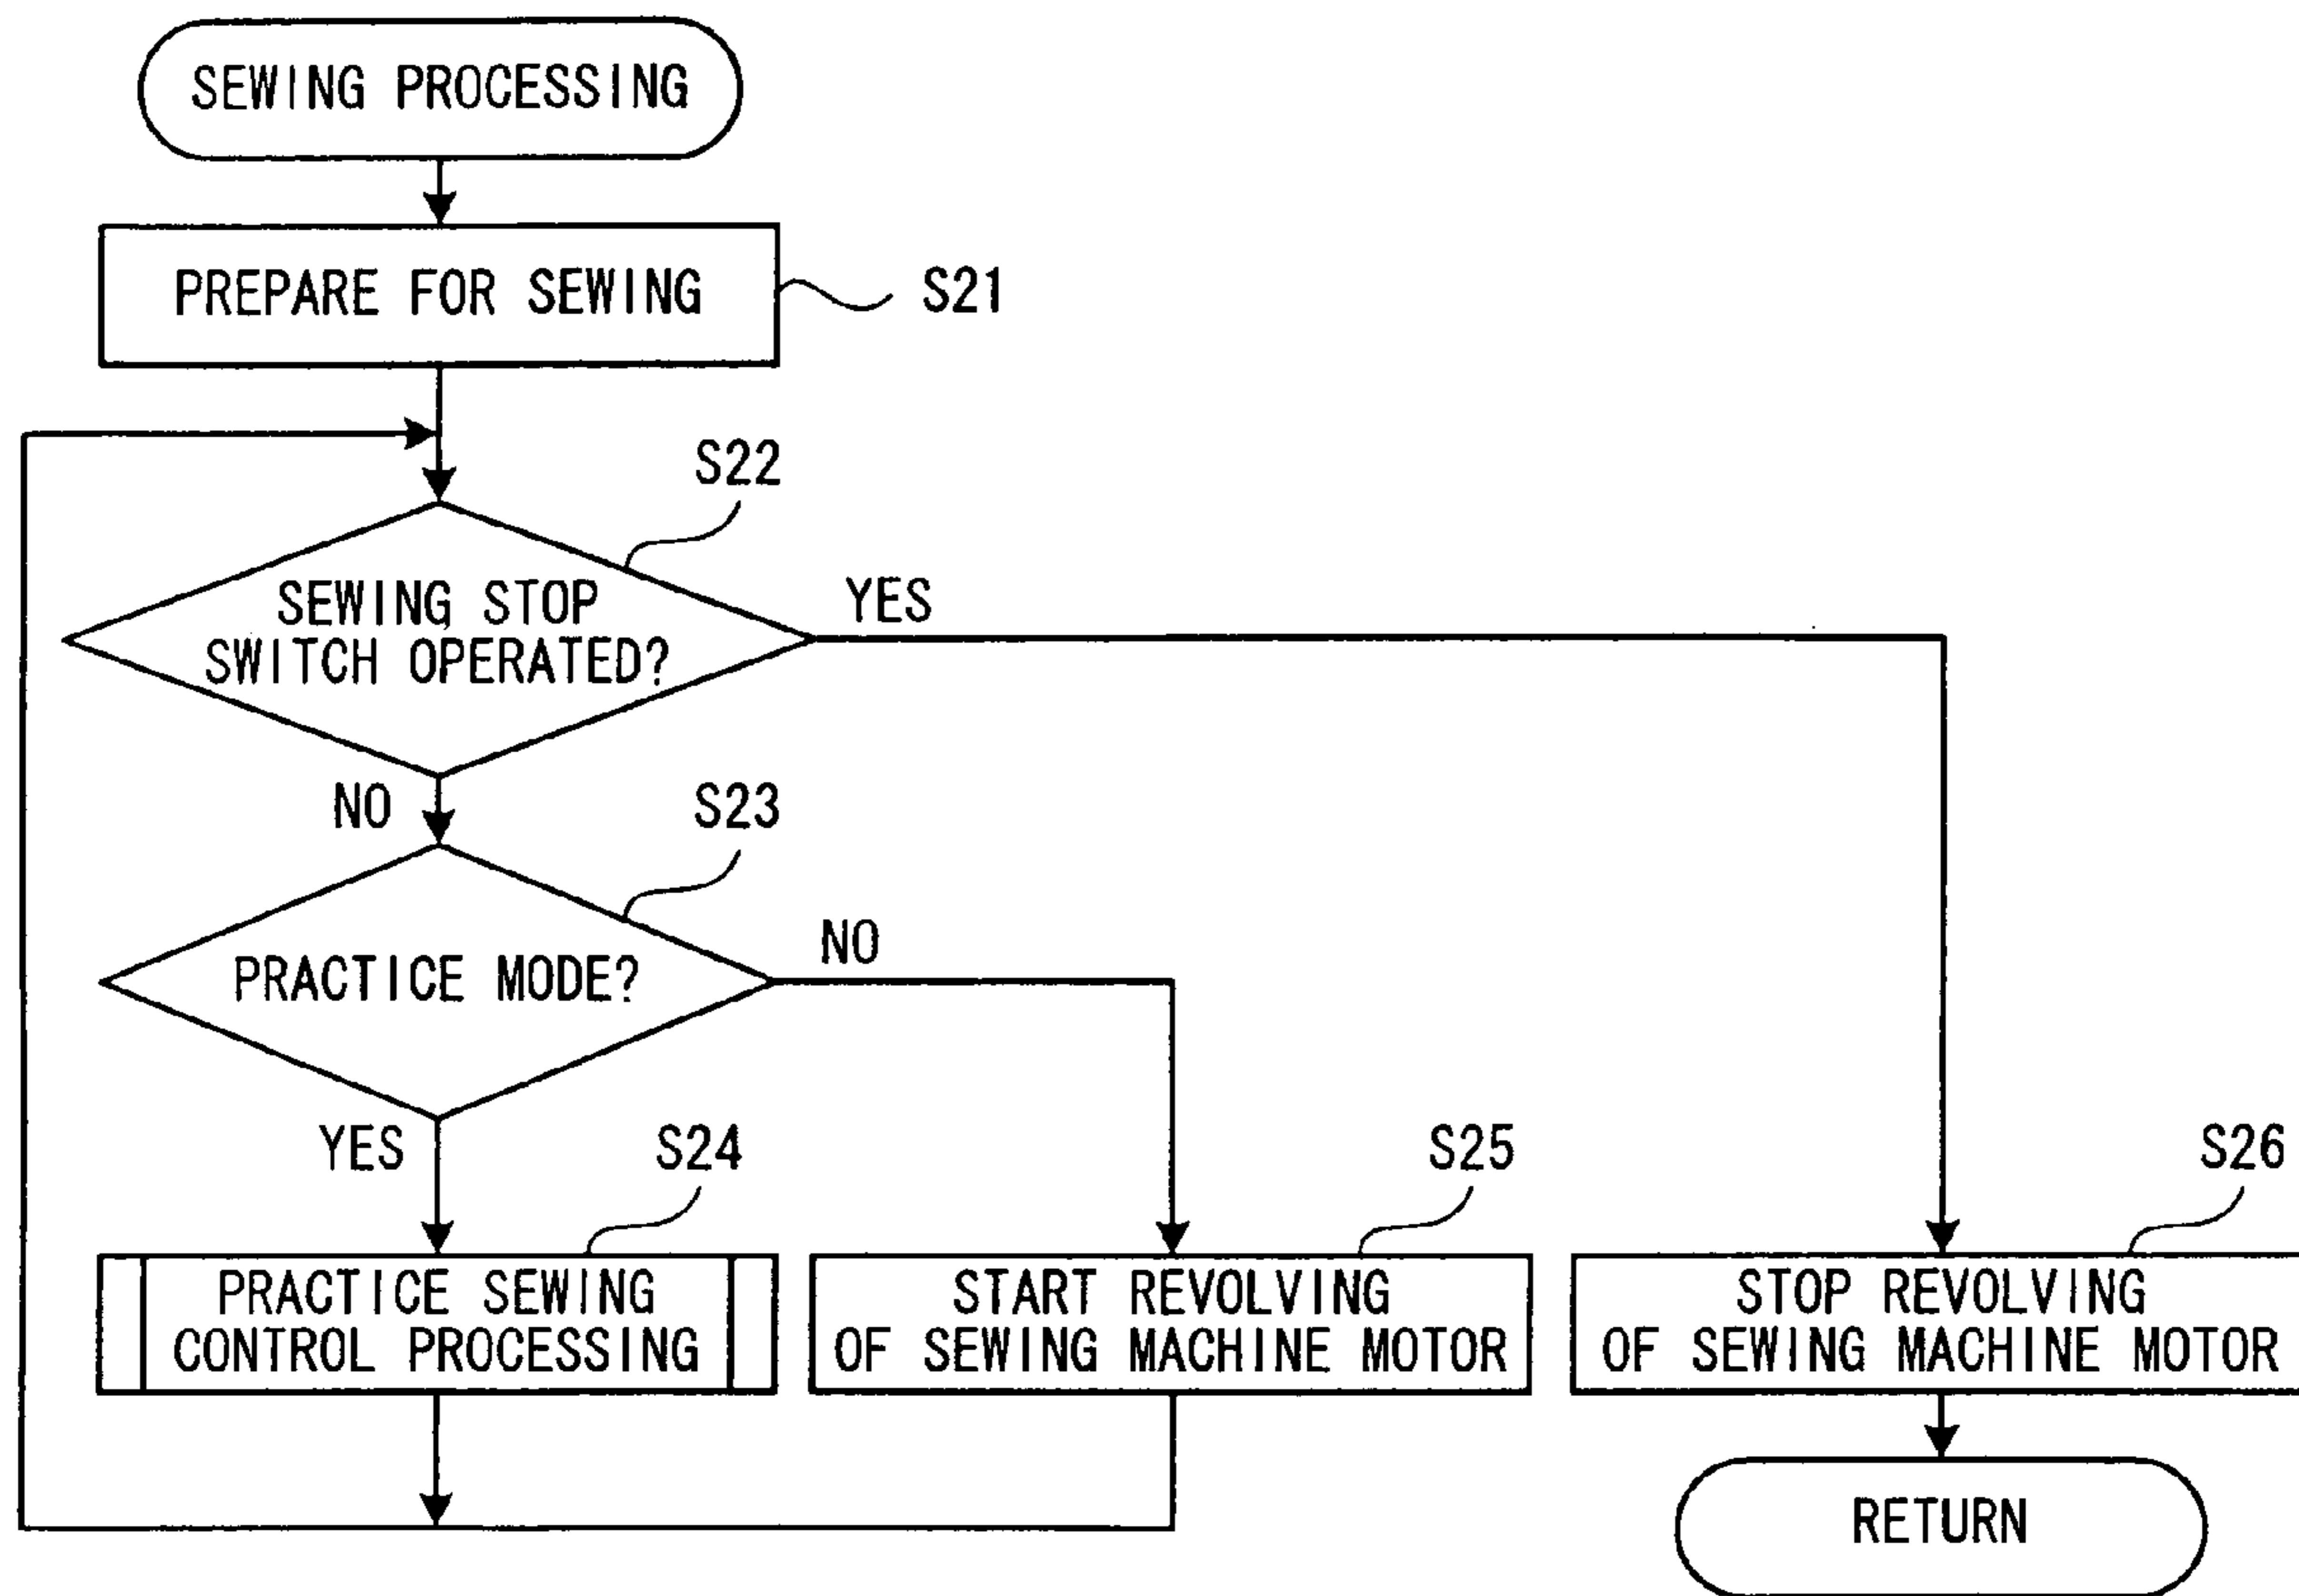 SEWING PROCESSING
PREPARE FOR SEWING
S21
S22
SEWING STOP
SWITCH OPERATED?
YES
NO
S23
PRACTICE MODE?
NO
YES
S24
PRACTICE SEWING
CONTROL PROCESSING
S25
START REVOLVING
OF SEWING MACHINE MOTOR
S26
STOP REVOLVING
OF SEWING MACHINE MOTOR
RETURN